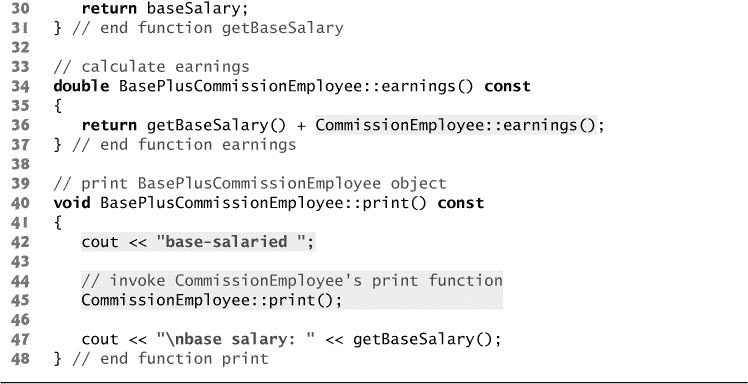 30 return baseSalary;
31 } // end function getBaseSalary
32
33 // calculate earnings
34 double BasePlusCommissionEmployee::earnings() const
35 {
36 return getBaseSalary() + CommissionEmployee::earnings();
37 } // end function earnings
38
39 // print BasePlusCommissionEmployee object
40 void BasePlusCommissionEmployee::print() const
41 {
42 cout << "base-salaried ";
43
44 // invoke CommissionEmployee's print function
45 CommissionEmployee::print();
46
47 cout << "\nbase salary: " << getBaseSalary();
48 } // end function print